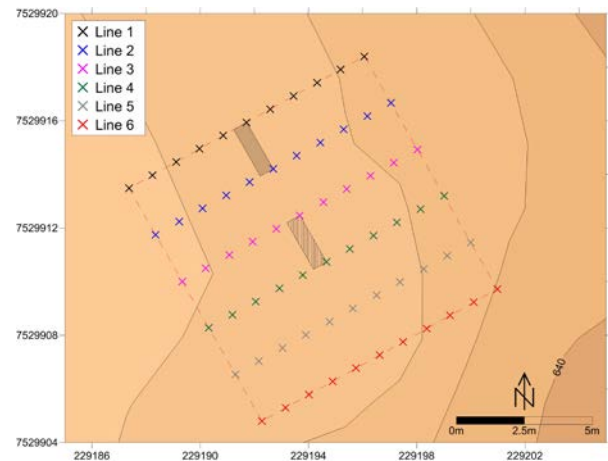 7529920
Line 1
Line 2
Line 3
Line 4
Line 5
Line 6
7529916
7529912
7529908
7529904
640
N
0m
2.5m
5m
229186
229190
229194
229198
229202